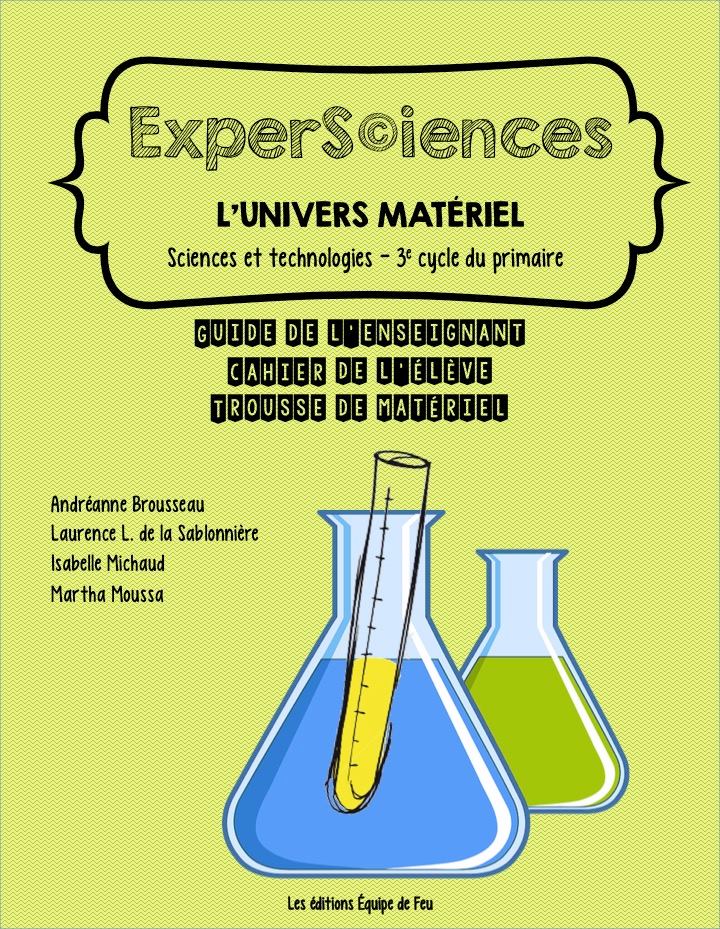 ExperS©iences
L'UNIVERS MATÉRIEL
Sciences et technologies - 3e cycle du primaire
GUIDE DE L'ENSEIGNANT
CAHIER DE L'ÉLÈVE
TROUSSE DE MATÉRIEL
Andréanne Brousseau
Laurence L. de la Sablonnière
Isabelle Michaud
Martha Moussa
Les éditions Équipe de Feu